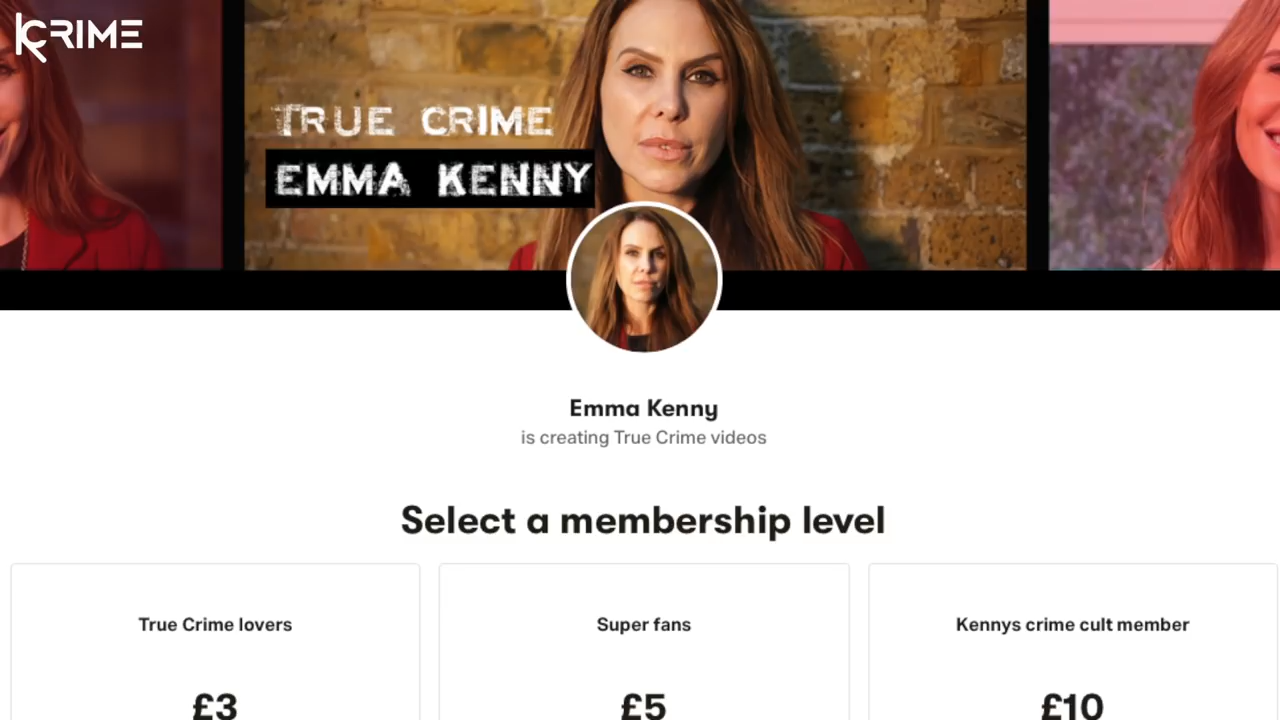 KCRIME
TRUE CRIME
EMMA KENNY
Emma Kenny
is creating True Crime videos
Select a membership level
True Crime lovers
Super fans
Kennys crime cult member
£3
£5
£10